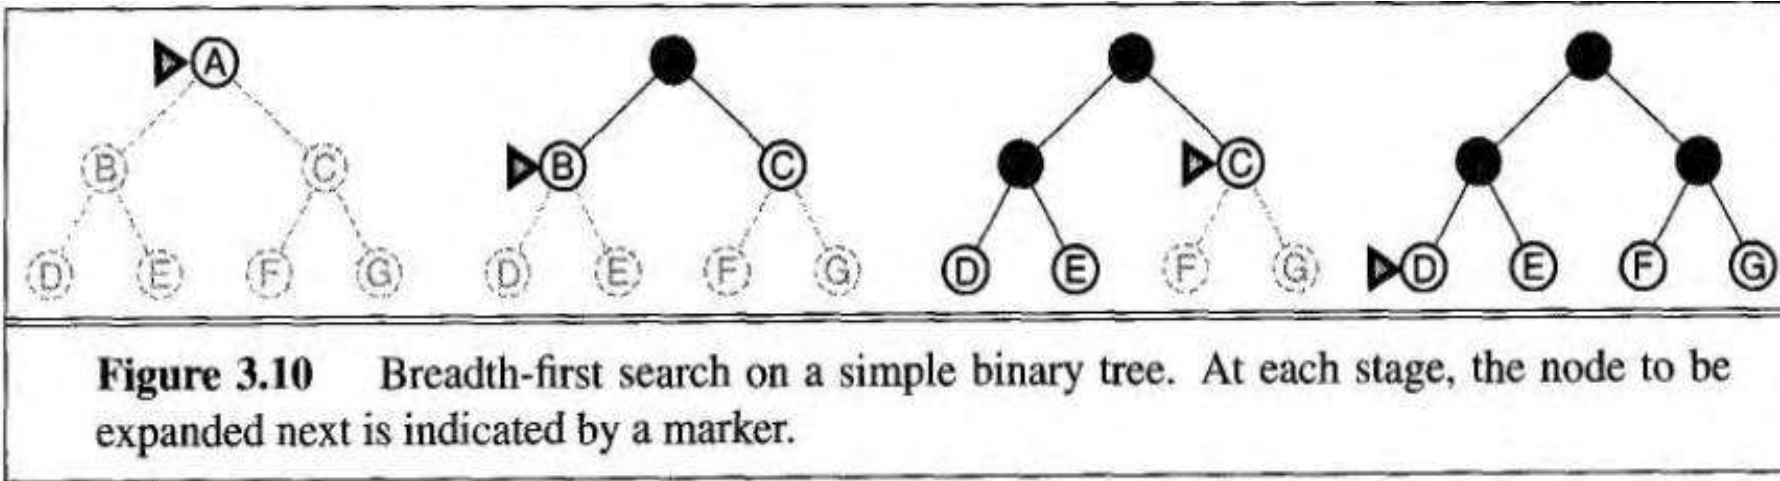 A
B C B C C
D E F G D E F G D E F G D E F G
Figure 3.10 Breadth-first search on a simple binary tree. At each stage, the node to be
expanded next is indicated by a marker.